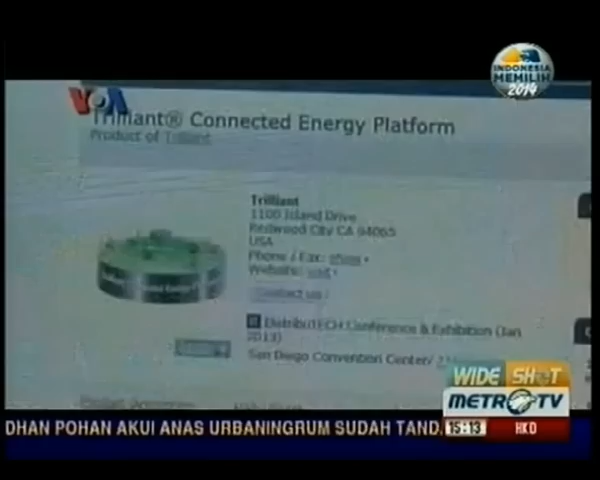 INDONESIA
MEMILIH
2014
VOA
Trilliant® Connected Energy Platform
Product of Trilliant
Trilliant
1100 Island Drive
Redwood City CA 94065
USA
Phone / Fax: show
Website: visit
Contact us
DistribuTECH Conference & Exhibition (Jan
2013)
San Diego Convention Center/
WIDE SHOT
METRO TV
DHAN POHAN AKUI ANAS URBANINGRUM SUDAH TAND
15:13
HKD